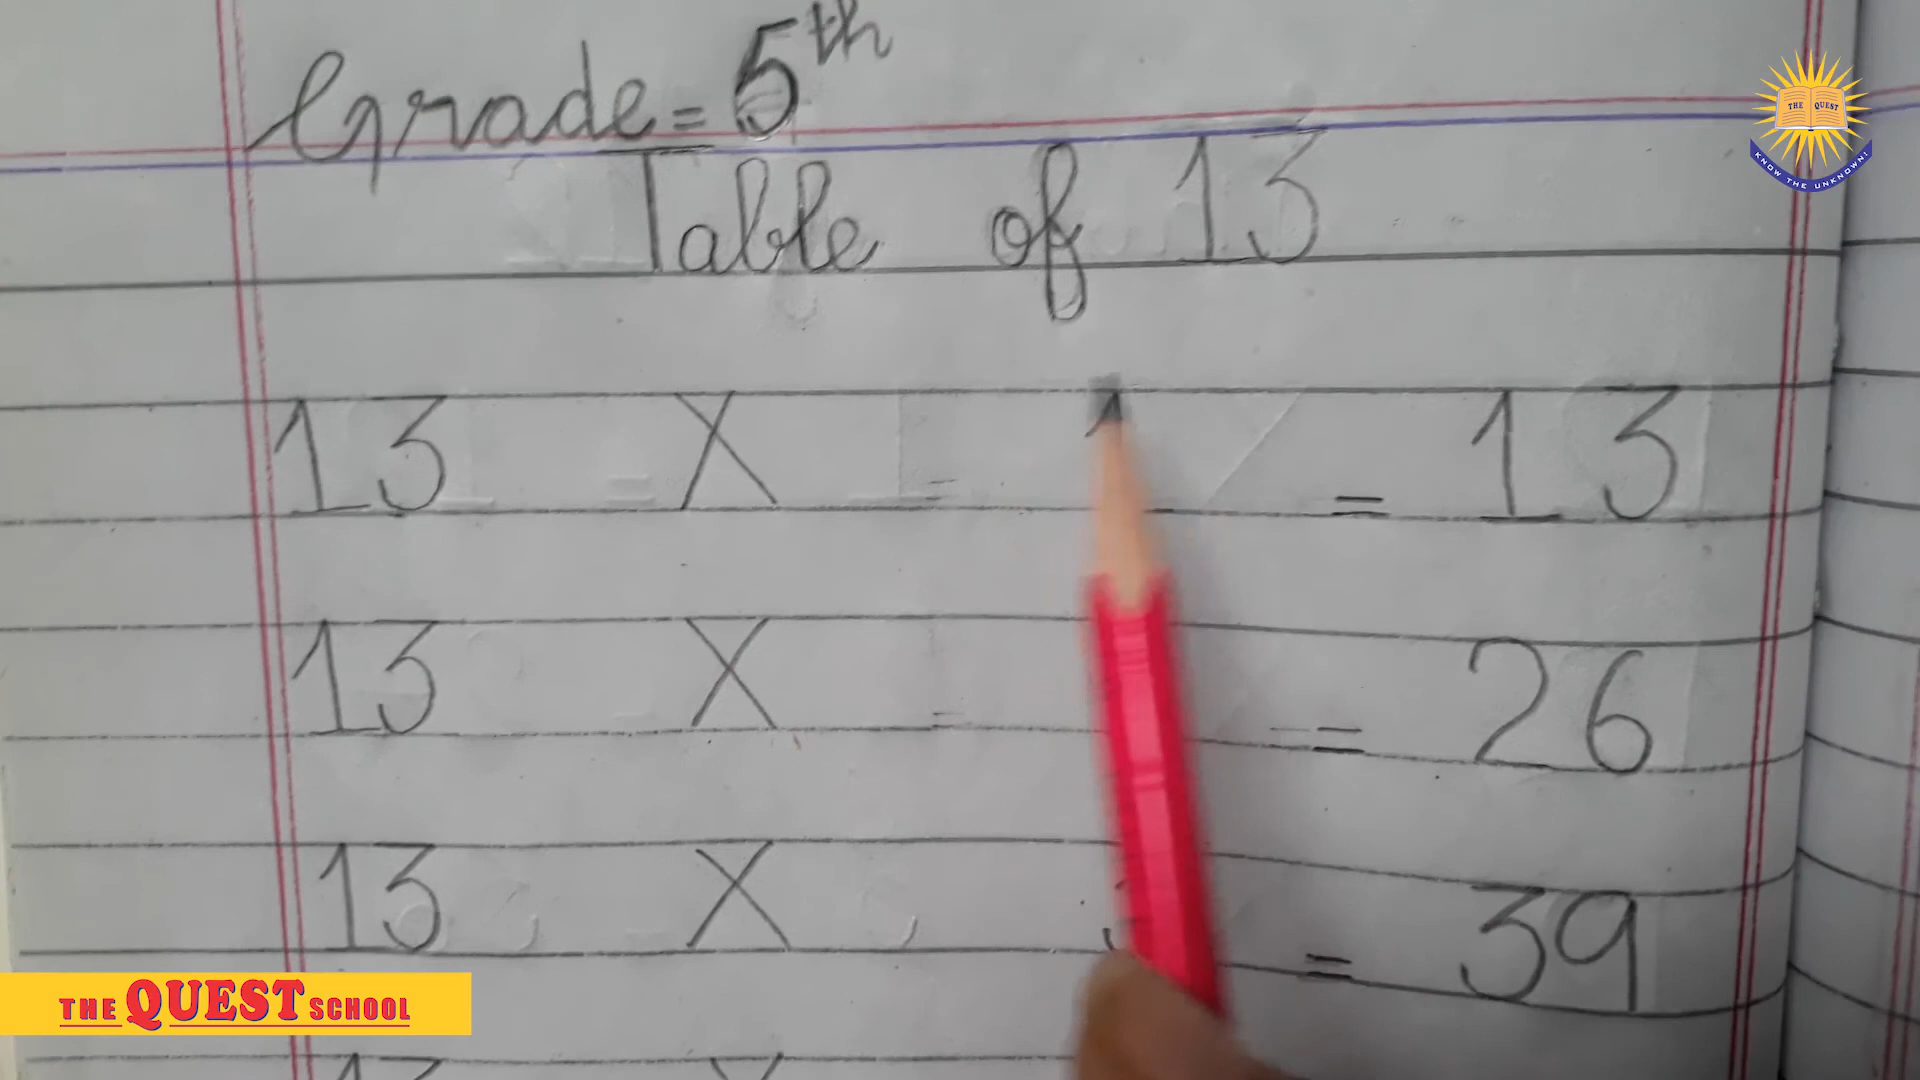 Grade = 5th
Table of 13
13 X 1 = 13
13 X = 26
13 X = 39
13 X
THE QUEST
KNOW THE UNKNOWN!
THE QUEST SCHOOL